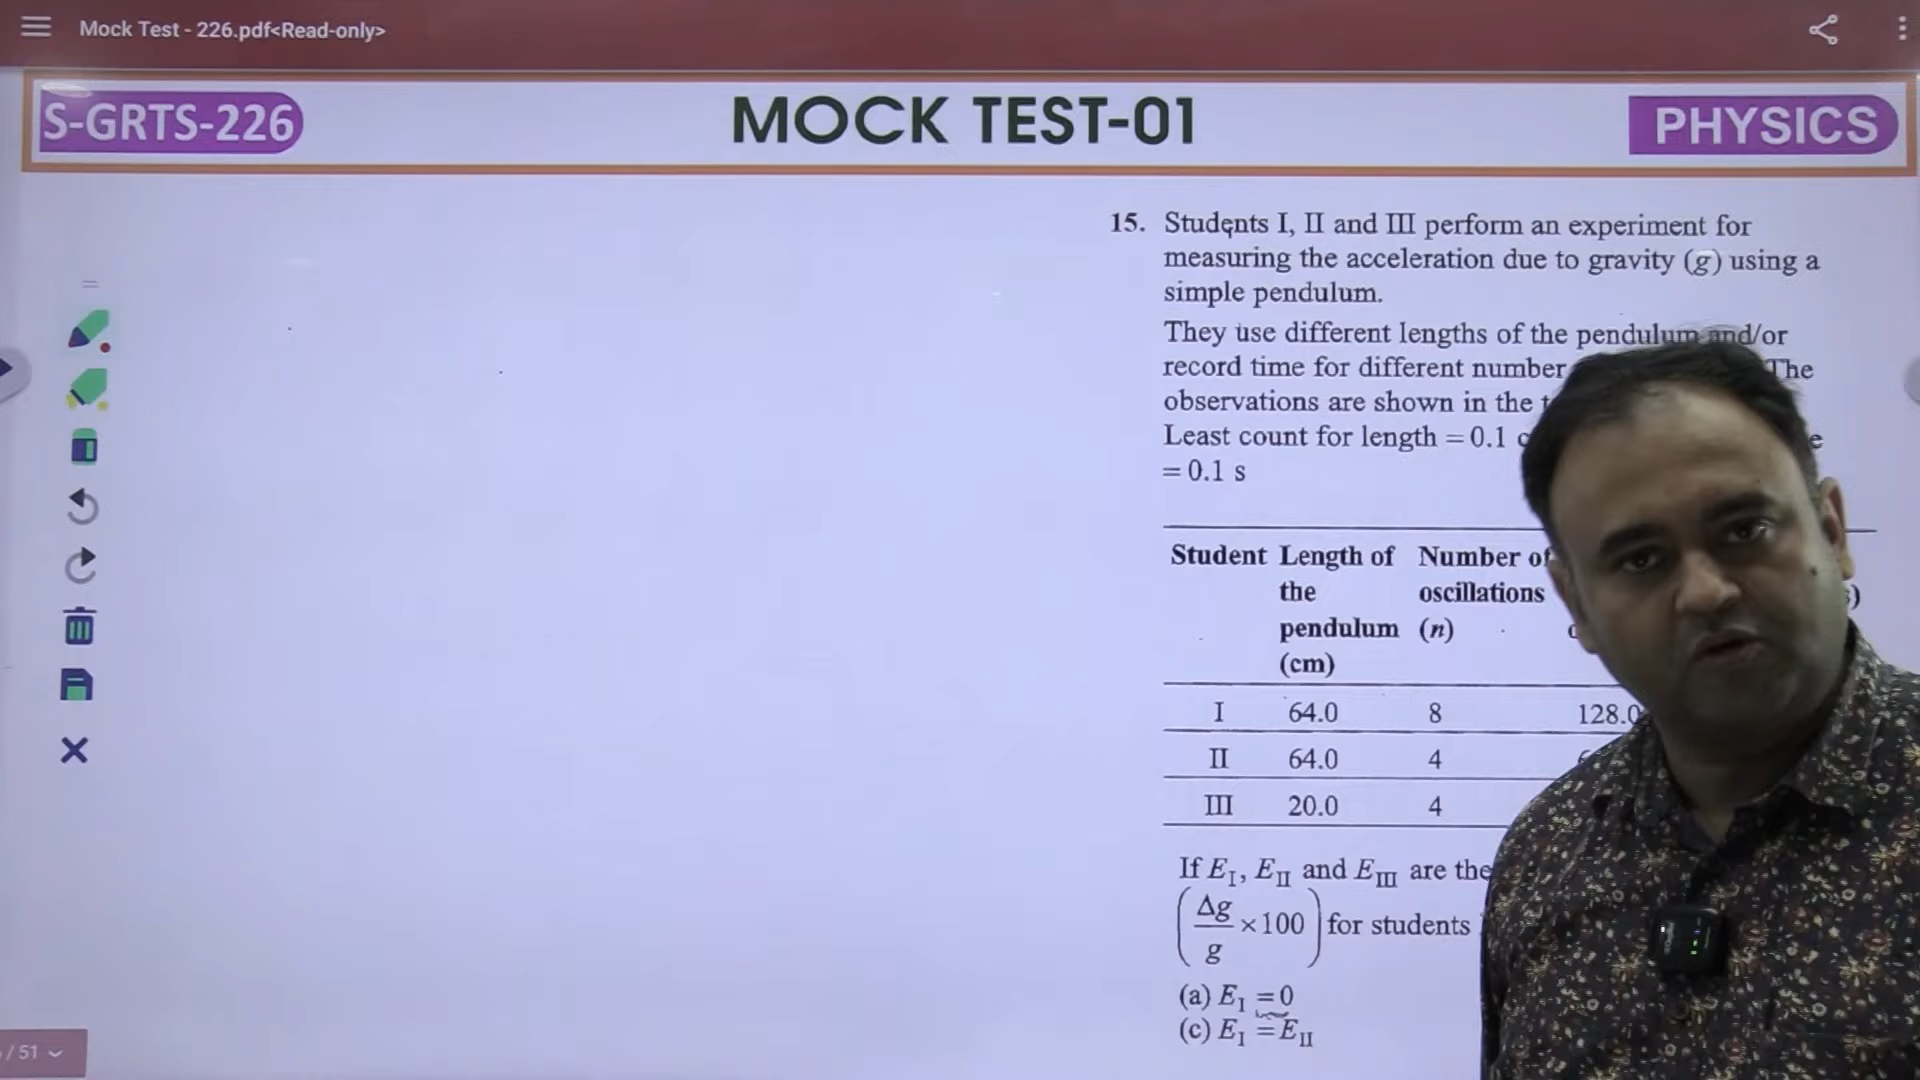 Mock Test - 226.pdf<Read-only>
S-GRTS-226
MOCK TEST-01
PHYSICS
15. Students I, II and III perform an experiment for
measuring the acceleration due to gravity (g) using a
simple pendulum.
They use different lengths of the pendulum and/or
record time for different number The
observations are shown in the
Least count for length = 0.1
= 0.1 s
Student Length of the pendulum (cm) Number of oscillations (n)
I 64.0 8 128.0
II 64.0 4
III 20.0 4
If E_I, E_II and E_III are the
(Δg/g × 100) for students
(a) E_I = 0
(c) E_I = E_II
/ 51